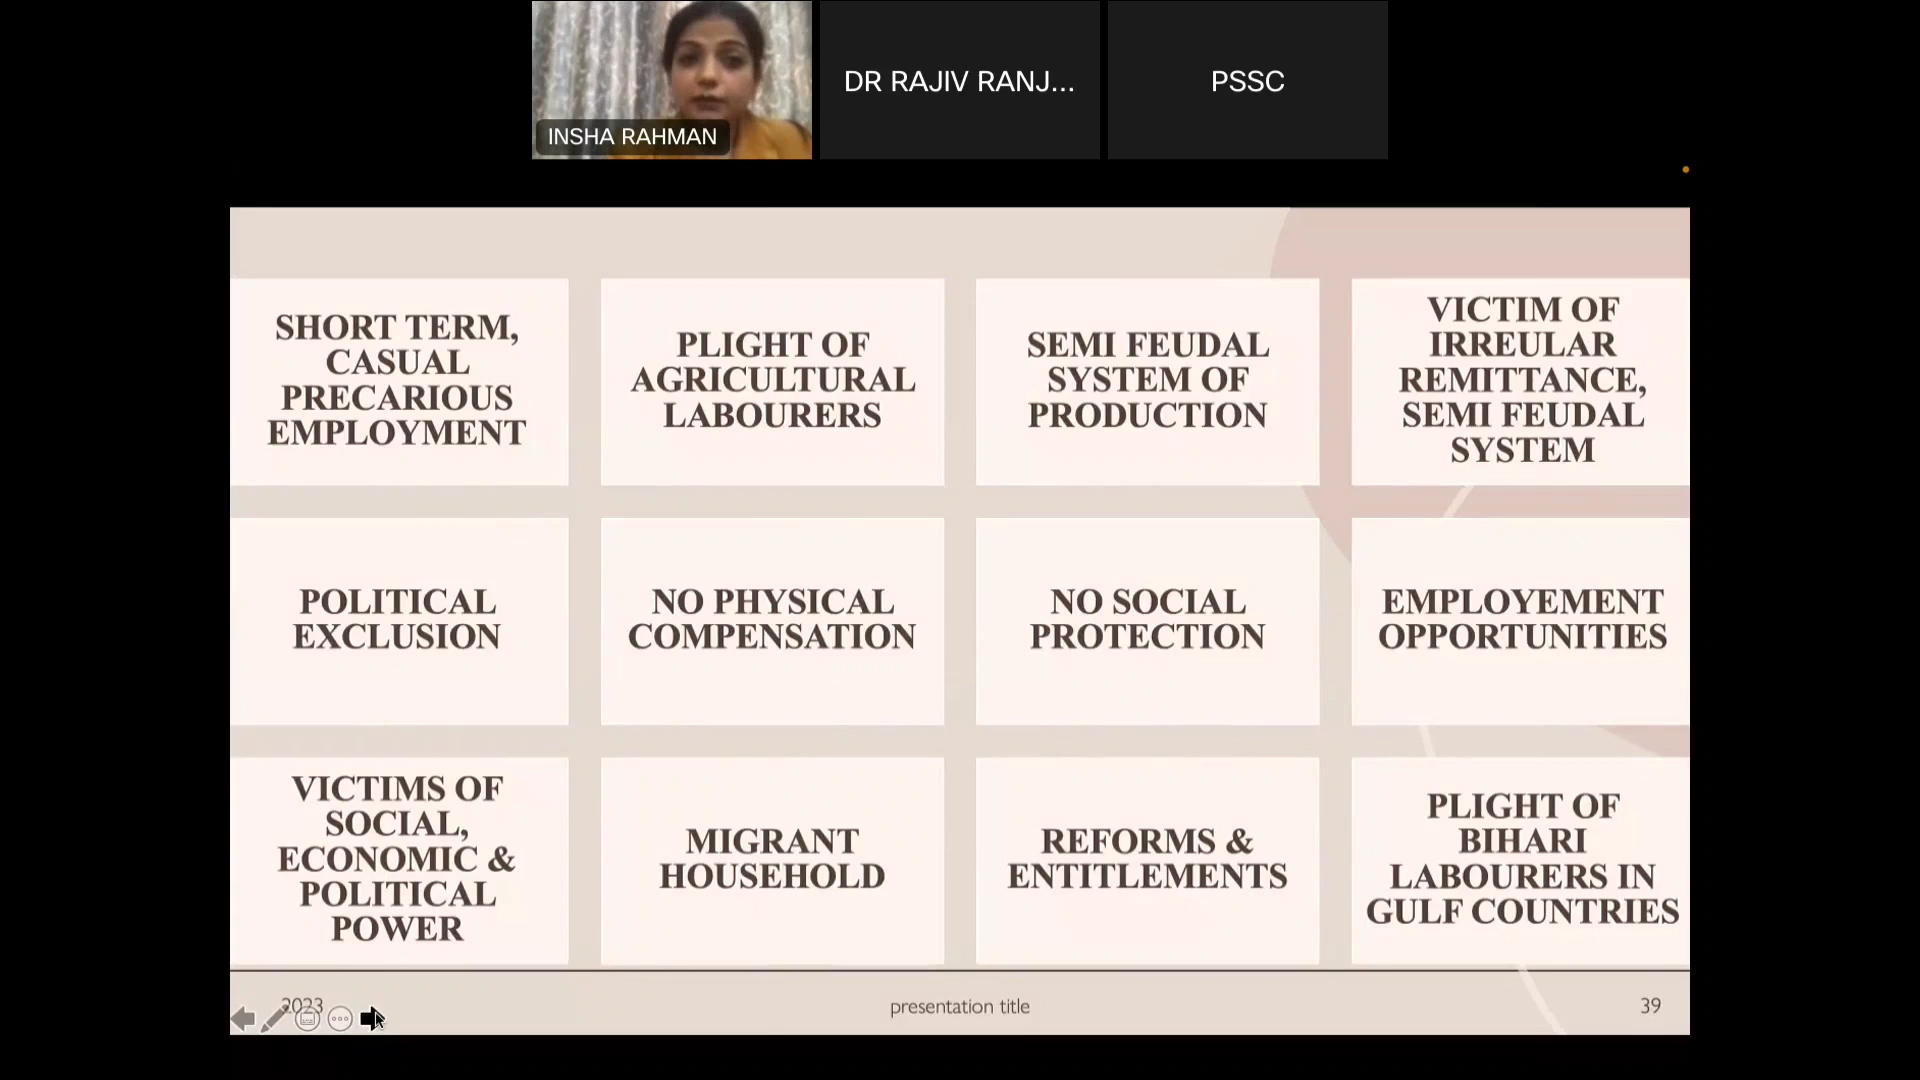 INSHA RAHMAN
DR RAJIV RANJ...
PSSC
SHORT TERM,
CASUAL
PRECARIOUS
EMPLOYMENT
PLIGHT OF
AGRICULTURAL
LABOURERS
SEMI FEUDAL
SYSTEM OF
PRODUCTION
VICTIM OF
IRREULAR
REMITTANCE,
SEMI FEUDAL
SYSTEM
POLITICAL
EXCLUSION
NO PHYSICAL
COMPENSATION
NO SOCIAL
PROTECTION
EMPLOYEMENT
OPPORTUNITIES
VICTIMS OF
SOCIAL,
ECONOMIC &
POLITICAL
POWER
MIGRANT
HOUSEHOLD
REFORMS &
ENTITLEMENTS
PLIGHT OF
BIHARI
LABOURERS IN
GULF COUNTRIES
2023
presentation title
39